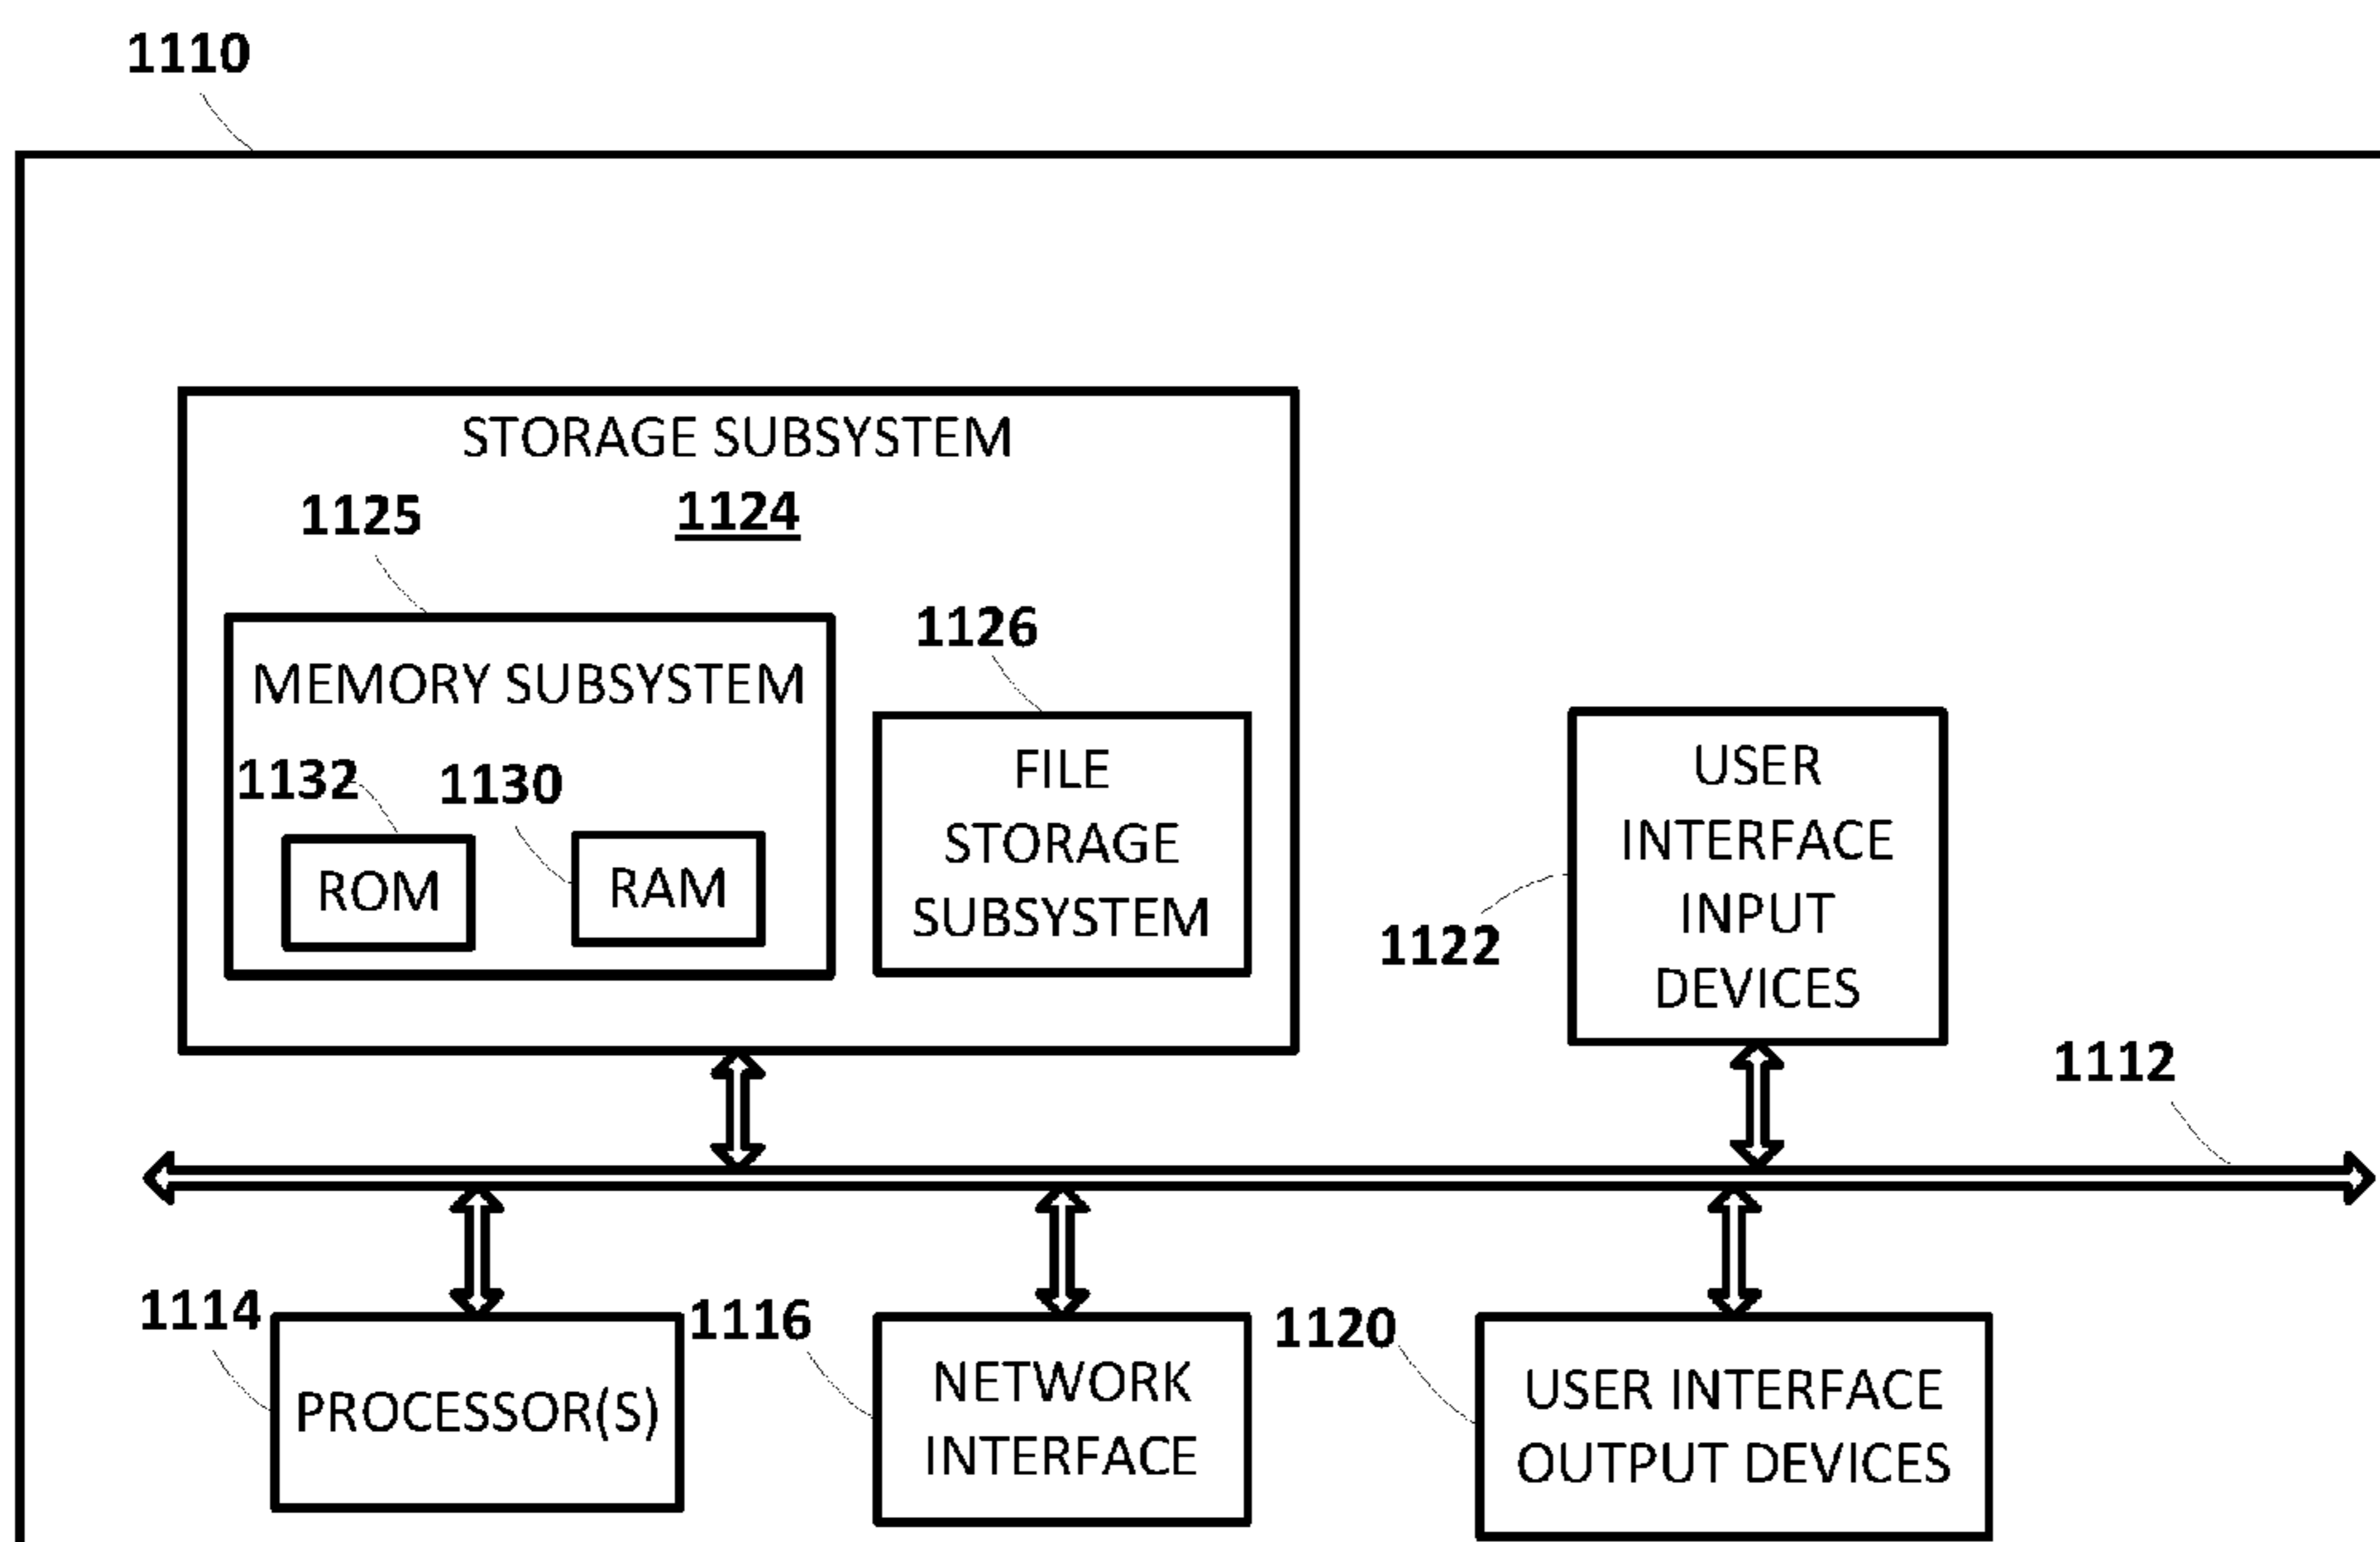 1110
STORAGE SUBSYSTEM
1124
1125
MEMORY SUBSYSTEM
1132
1130
ROM
RAM
1126
FILE
STORAGE
SUBSYSTEM
USER
INTERFACE
INPUT
DEVICES
1122
1112
1114
PROCESSOR(S)
1116
NETWORK
INTERFACE
1120
USER INTERFACE
OUTPUT DEVICES